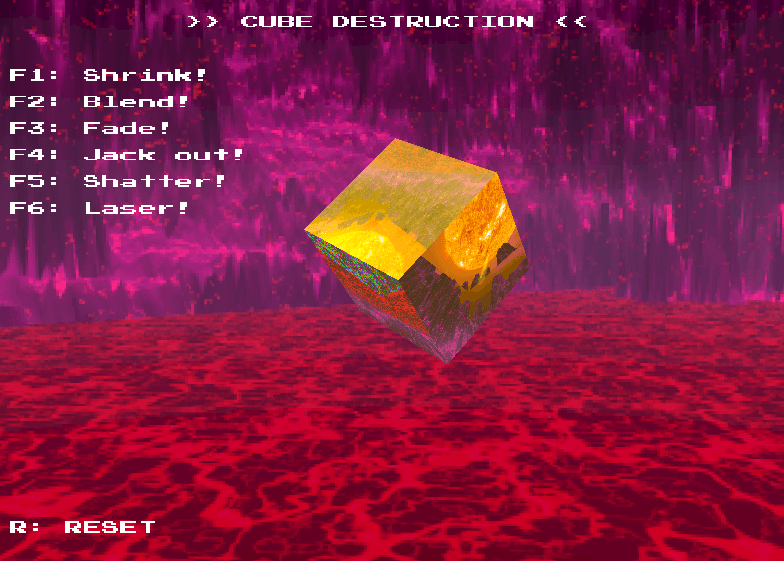 >> CUBE DESTRUCTION <<
F1: Shrink!
F2: Blend!
F3: Fade!
F4: Jack out!
F5: Shatter!
F6: Laser!
R: RESET